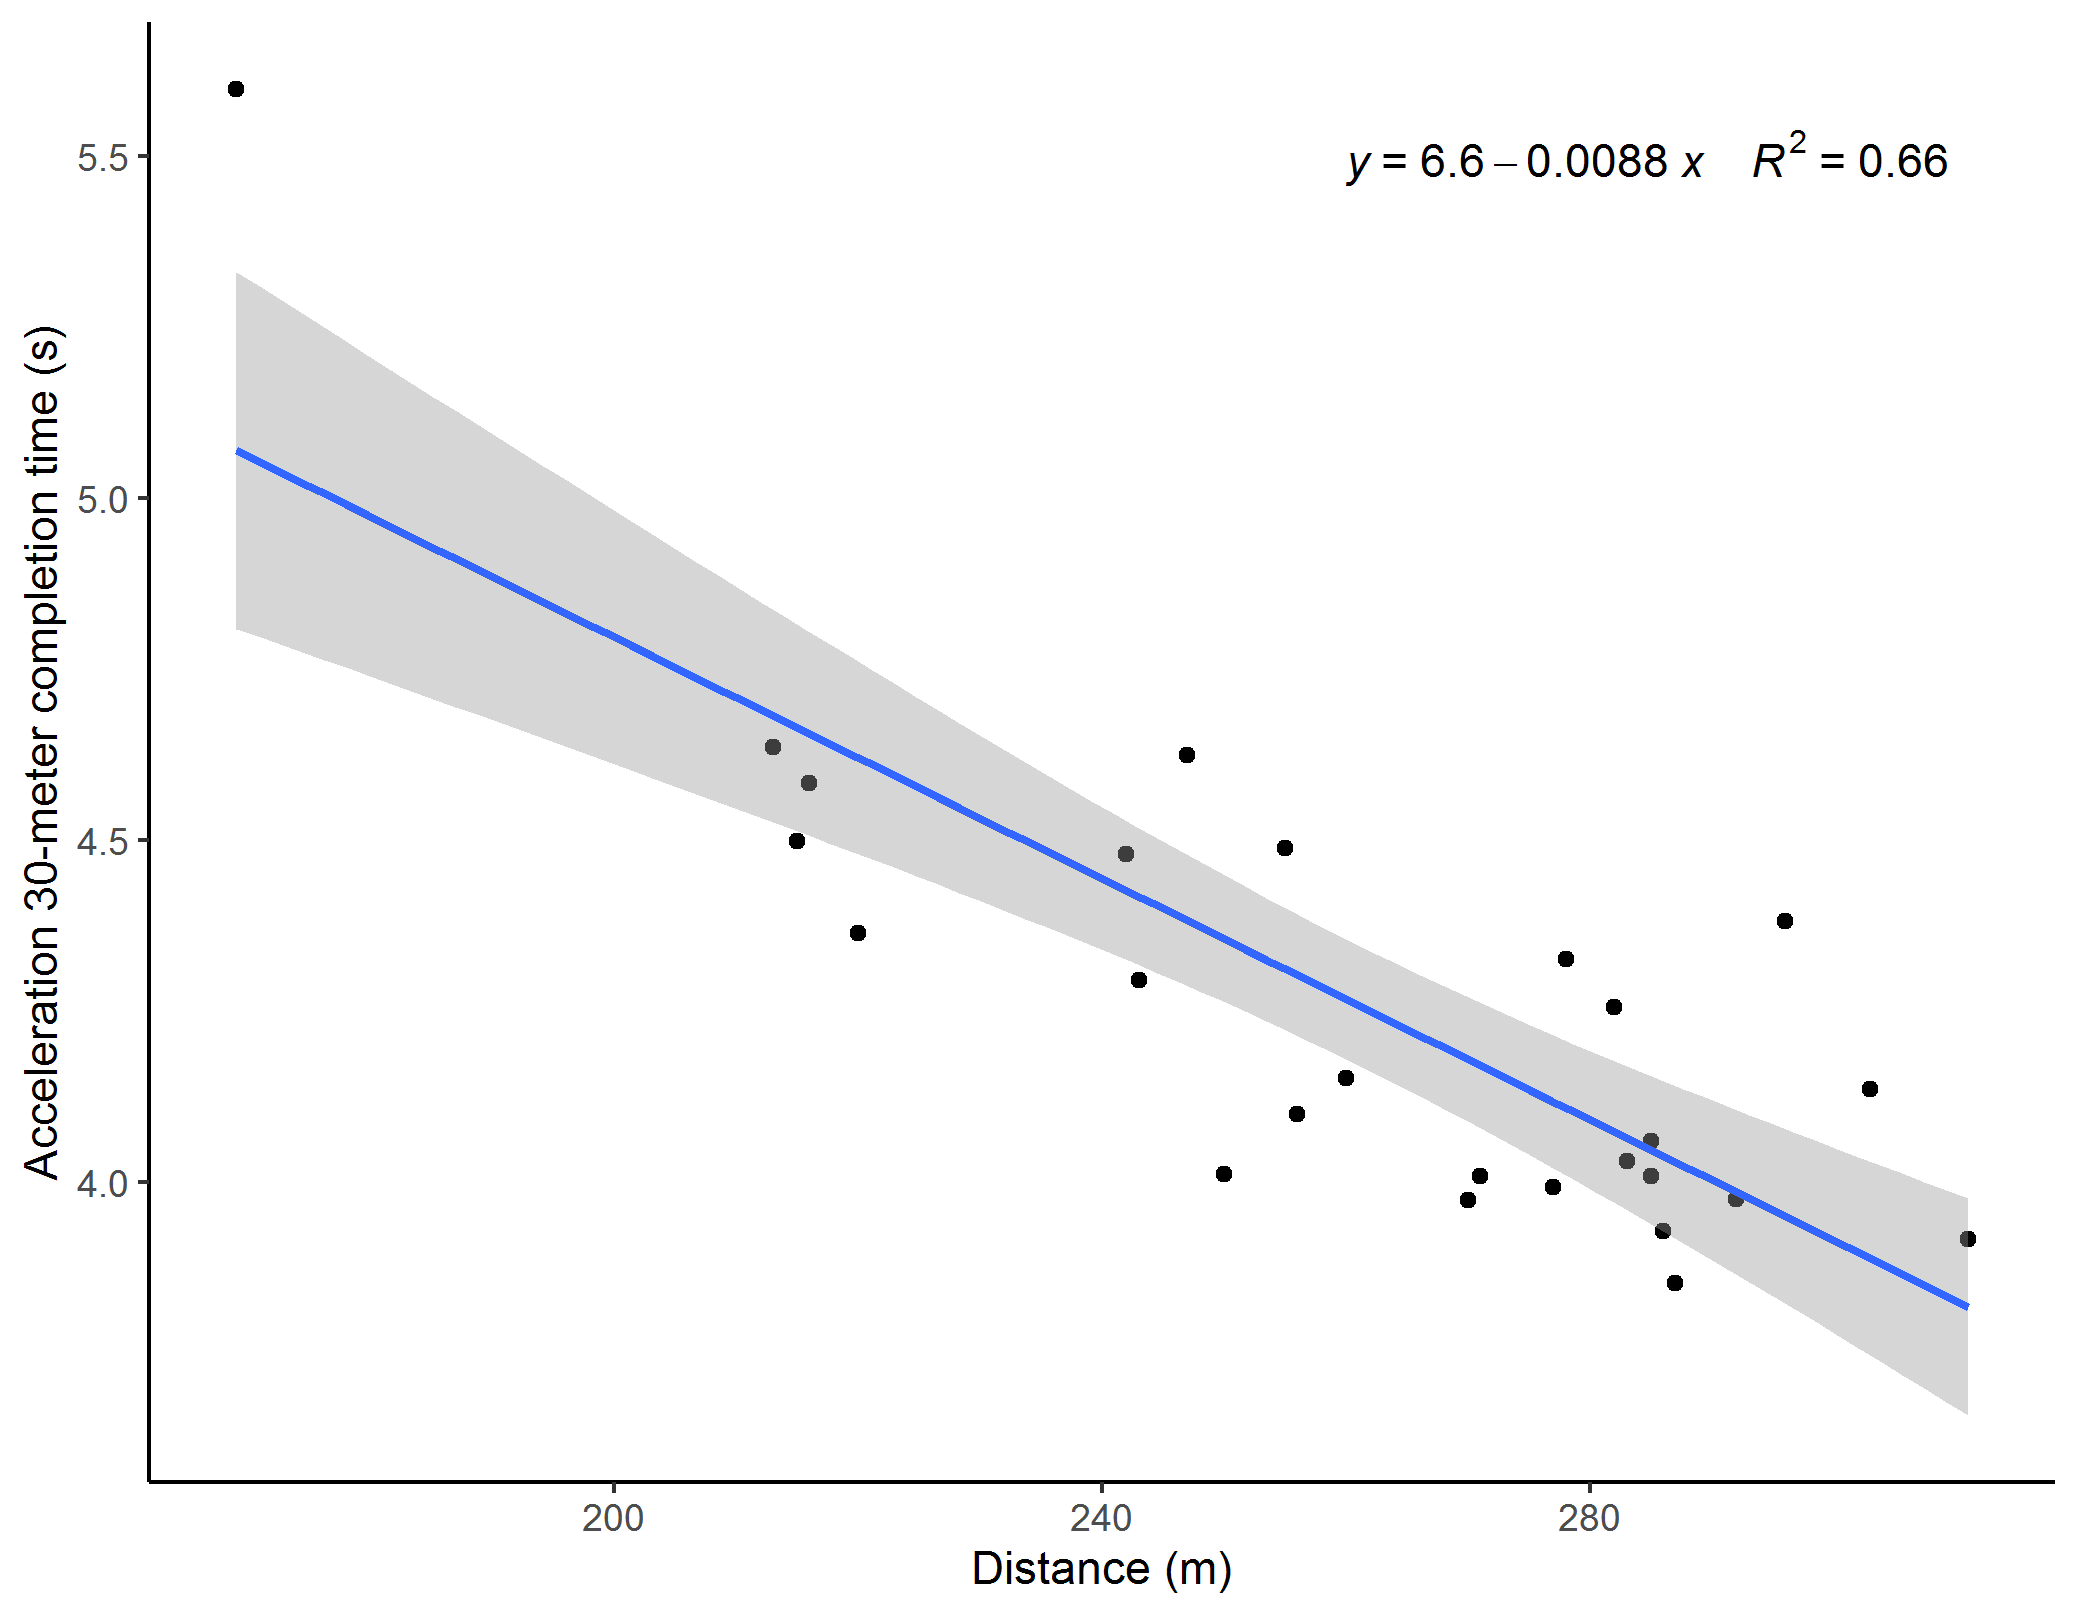 y = 6.6 – 0.0088 x   R² = 0.66
Acceleration 30-meter completion time (s)
5.5
5.0
4.5
4.0
200 240 280
Distance (m)